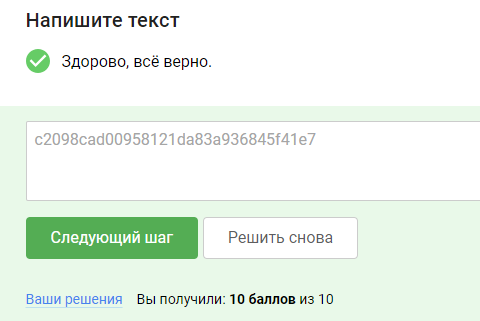 Напишите текст
Здорово, всё верно.
c2098cad00958121da83a936845f41e7
Следующий шаг Решить снова
Ваши решения Вы получили: 10 баллов из 10